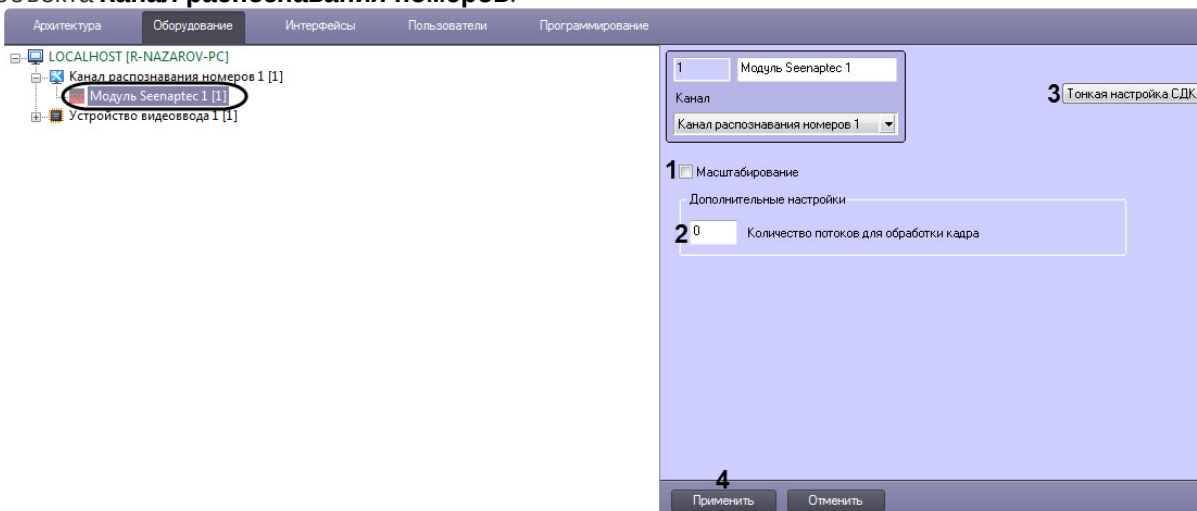 объекта Канал распознавания номеров.
Архитектура Оборудование Интерфейсы Пользователи Программирование
LOCALHOST [R-NAZAROV-PC]
Канал распознавания номеров 1 [1]
Модуль Seenaptec 1 [1]
Устройство видеоввода 1 [1]
1 Модуль Seenaptec 1
Канал
Канал распознавания номеров 1
3 Тонкая настройка СДК
1 Масштабирование
Дополнительные настройки
2 0 Количество потоков для обработки кадра
4
Применить Отменить